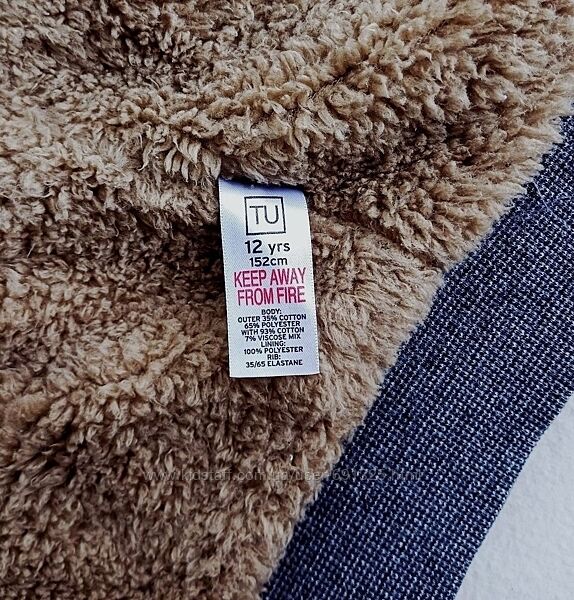 TU
12 yrs
152cm
KEEP AWAY
FROM FIRE
BODY:
OUTER 35% COTTON
65% POLYESTER
WITH 93% COTTON
7% VISCOSE MIX
LINING:
100% POLYESTER
RIB:
35/65 ELASTANE